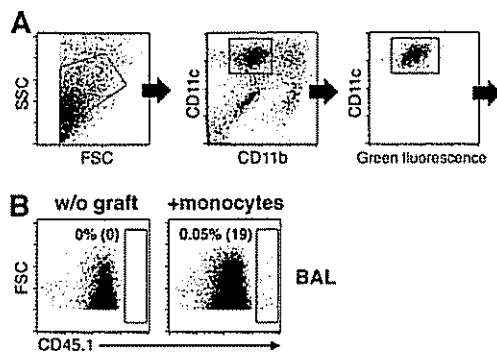 A
SSC
FSC
CD11c
CD11b
CD11c
Green fluorescence
B
w/o graft
+monocytes
FSC
0% (0)
0.05% (19)
BAL
CD45.1